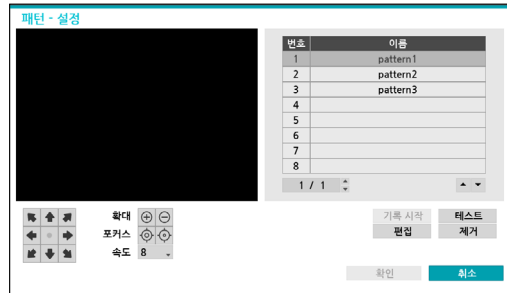 패턴 - 설정
번호 이름
1 pattern1
2 pattern2
3 pattern3
4
5
6
7
8
1 / 1
확대
포커스
속도 8
기록 시작 테스트
편집 제거
확인 취소